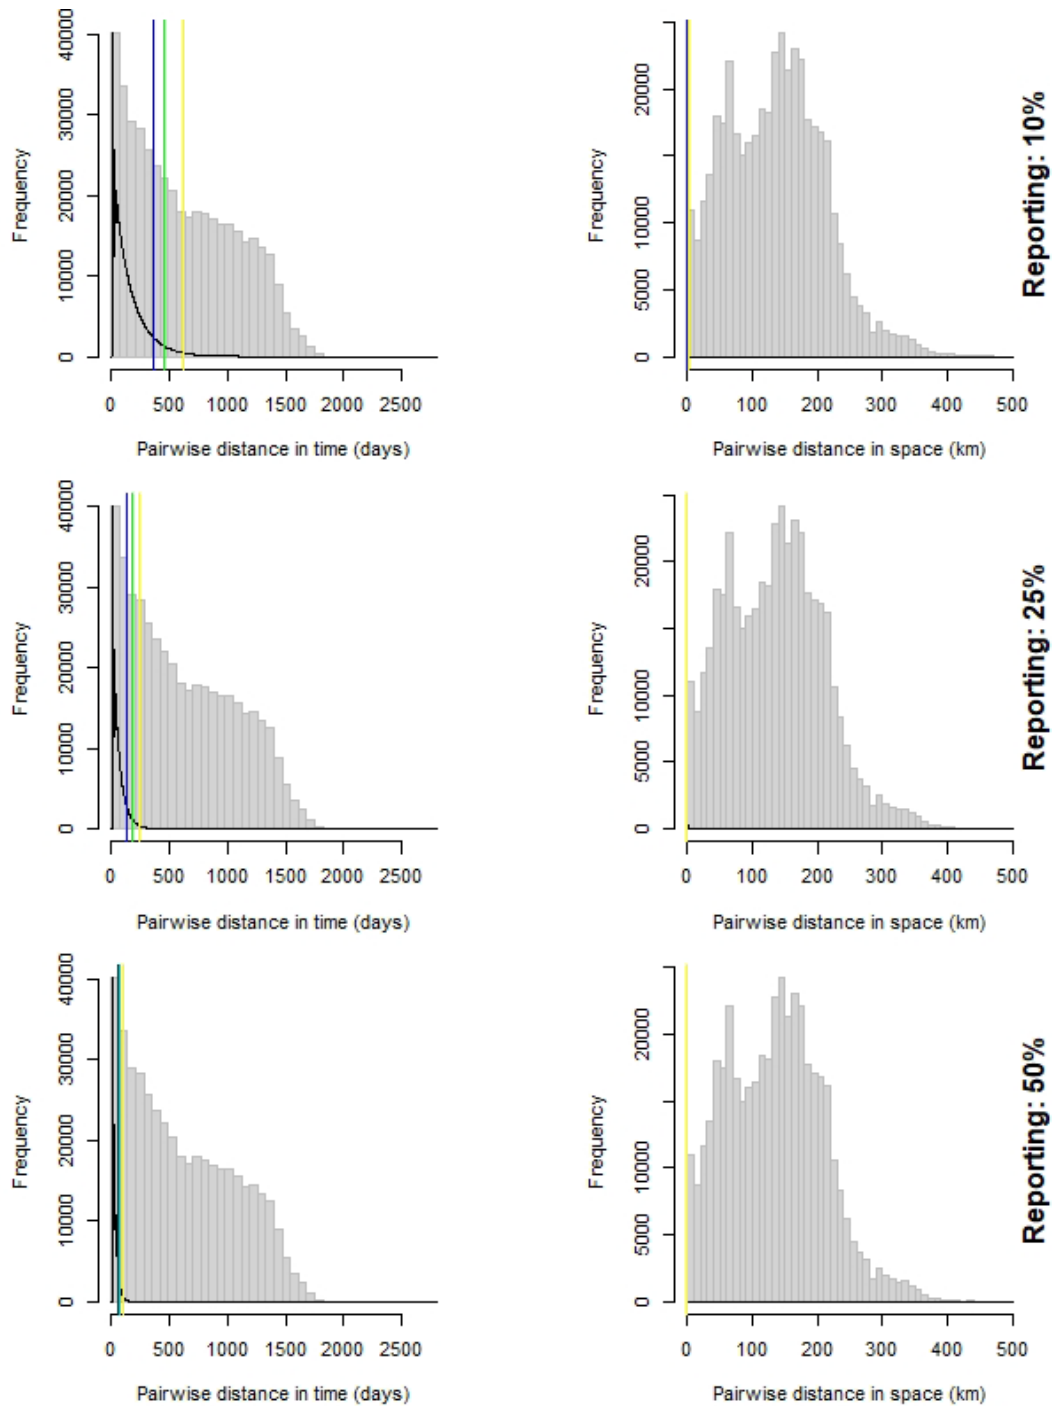 Frequency
0 10000 20000 30000 40000
0 500 1000 1500 2000 2500
Pairwise distance in time (days)
Frequency
0 5000 10000 20000
0 100 200 300 400 500
Pairwise distance in space (km)
Reporting: 10%
Frequency
0 10000 20000 30000 40000
0 500 1000 1500 2000 2500
Pairwise distance in time (days)
Frequency
0 5000 10000 20000
0 100 200 300 400 500
Pairwise distance in space (km)
Reporting: 25%
Frequency
0 10000 20000 30000 40000
0 500 1000 1500 2000 2500
Pairwise distance in time (days)
Frequency
0 5000 10000 20000
0 100 200 300 400 500
Pairwise distance in space (km)
Reporting: 50%